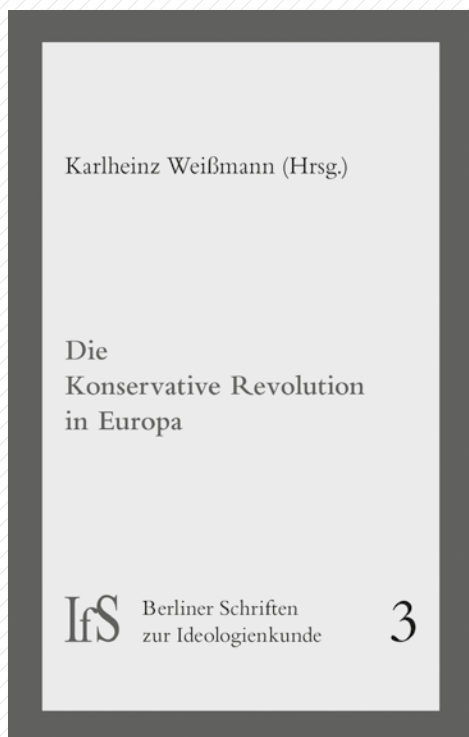 Karlheinz Weißmann (Hrsg.)
Die
Konservative Revolution
in Europa
IfS
Berliner Schriften
zur Ideologienkunde
3